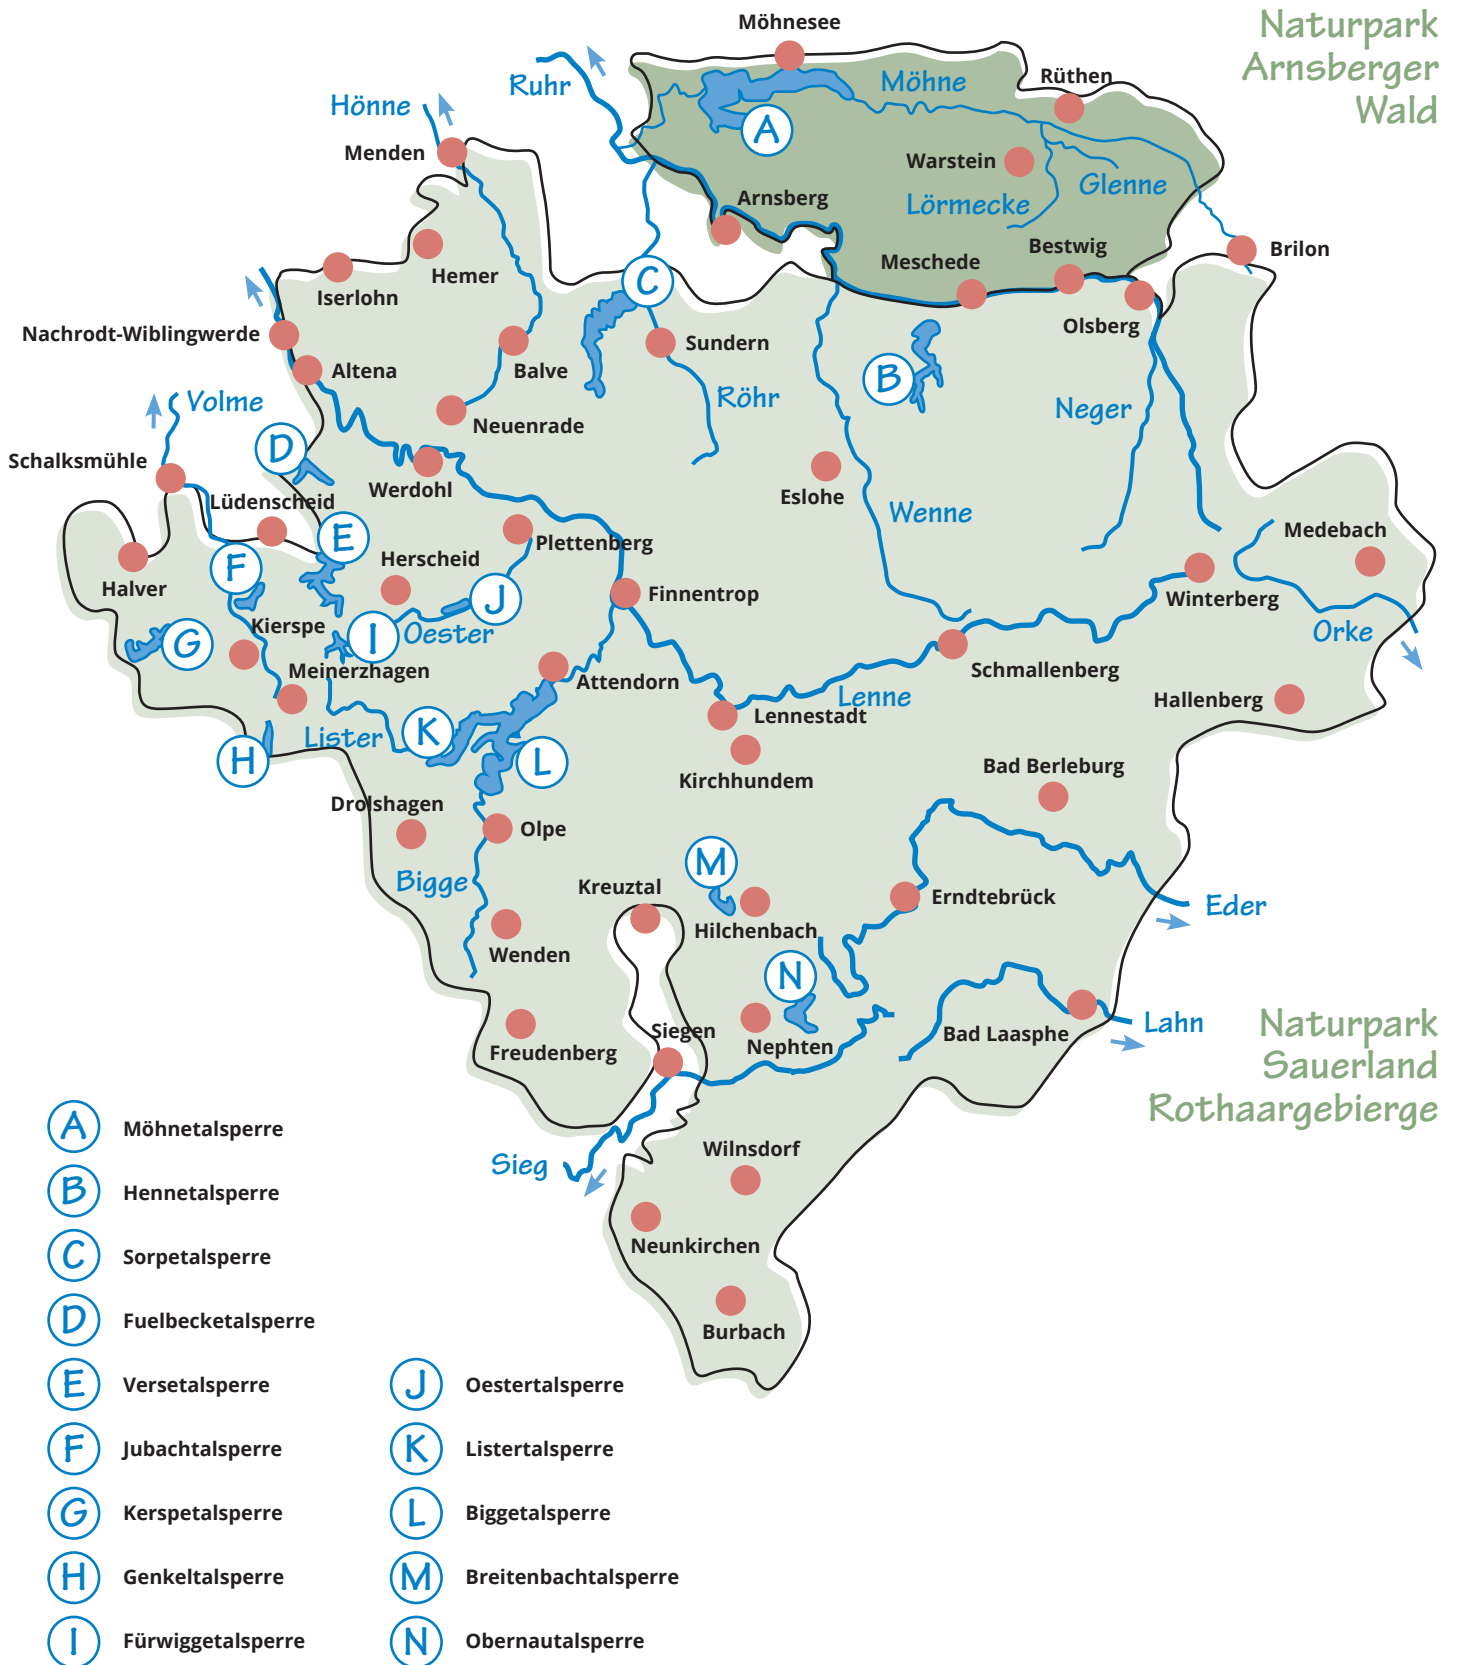 Möhnesee
Naturpark
Arnsberger
Wald
Ruhr
Möhne
Rüthen
Hönne
A
Menden
Warstein
Glenne
Lörmecke
Arnsberg
Bestwig
Brilon
Hemer
Meschede
Iserlohn
C
Olsberg
Nachrodt-Wiblingwerde
Sundern
Altena
Balve
B
Volme
Röhr
Neger
Neuenrade
D
Schalksmühle
Werdohl
Eslohe
Lüdenscheid
Wenne
Medebach
E
Plettenberg
Herscheid
F
Halver
J
Finnentrop
Winterberg
Kierspe
I
Oester
Orke
G
Meinerzhagen
Schmallenberg
Attendorn
Lenne
Hallenberg
Lennestadt
Lister
K
H
L
Bad Berleburg
Kirchhundem
Drolshagen
Olpe
M
Bigge
Kreuztal
Erndtebrück
Eder
Hilchenbach
Wenden
N
Siegen
Lahn
Naturpark
Sauerland
Rothaargebierge
Bad Laasphe
Nephten
Freudenberg
Wilnsdorf
Sieg
Neunkirchen
Burbach
A Möhnetalsperre
B Hennetalsperre
C Sorpetalsperre
D Fuelbecketalsperre
E Versetalsperre
F Jubachtalsperre
G Kerspetalsperre
H Genkeltalsperre
I Fürwiggetalsperre
J Oestertalsperre
K Listertalsperre
L Biggetalsperre
M Breitenbachtalsperre
N Obernautalsperre